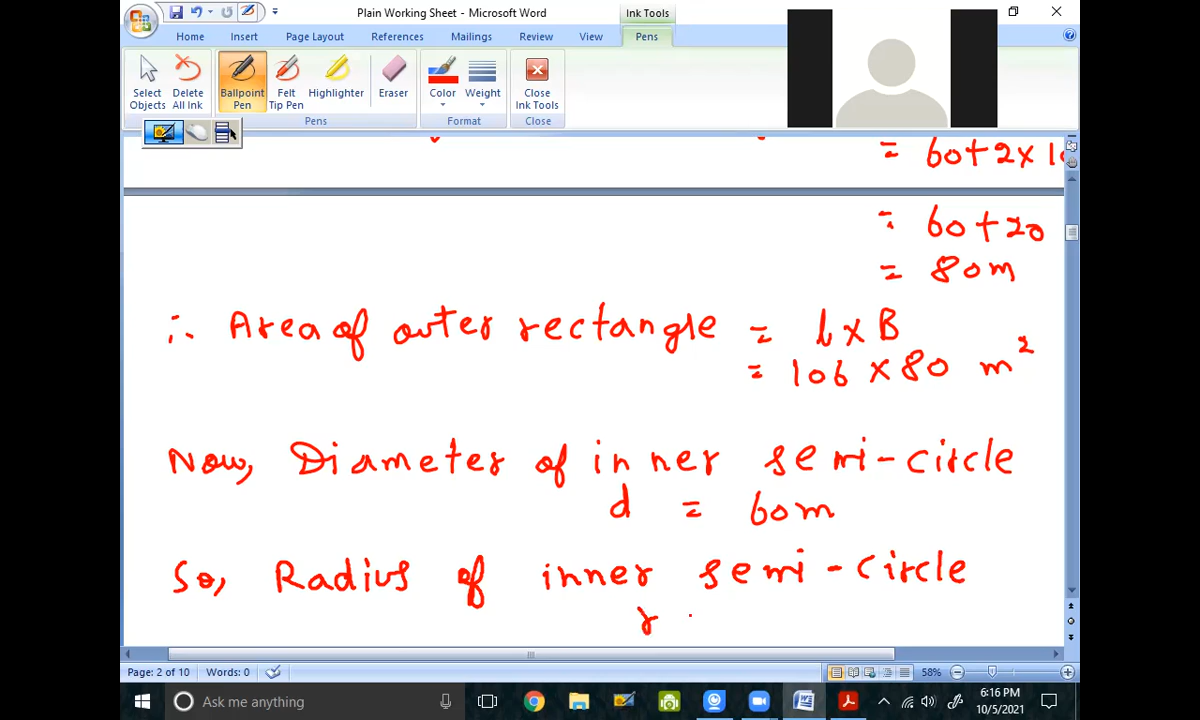 Plain Working Sheet - Microsoft Word
Ink Tools
Home Insert Page Layout References Mailings Review View Pens
Select Objects
Delete All Ink
Ballpoint Pen
Felt Tip Pen
Highlighter
Eraser
Color
Weight
Close Ink Tools
Pens Format Close
= 60+2×10
= 60+20
= 80m
∴ Area of outer rectangle = l×B
= 106×80 m²
Now, Diameter of inner semi-circle
d = 60m
So, Radius of inner semi-circle
r
Page: 2 of 10 Words: 0 58%
Ask me anything
6:16 PM
10/5/2021